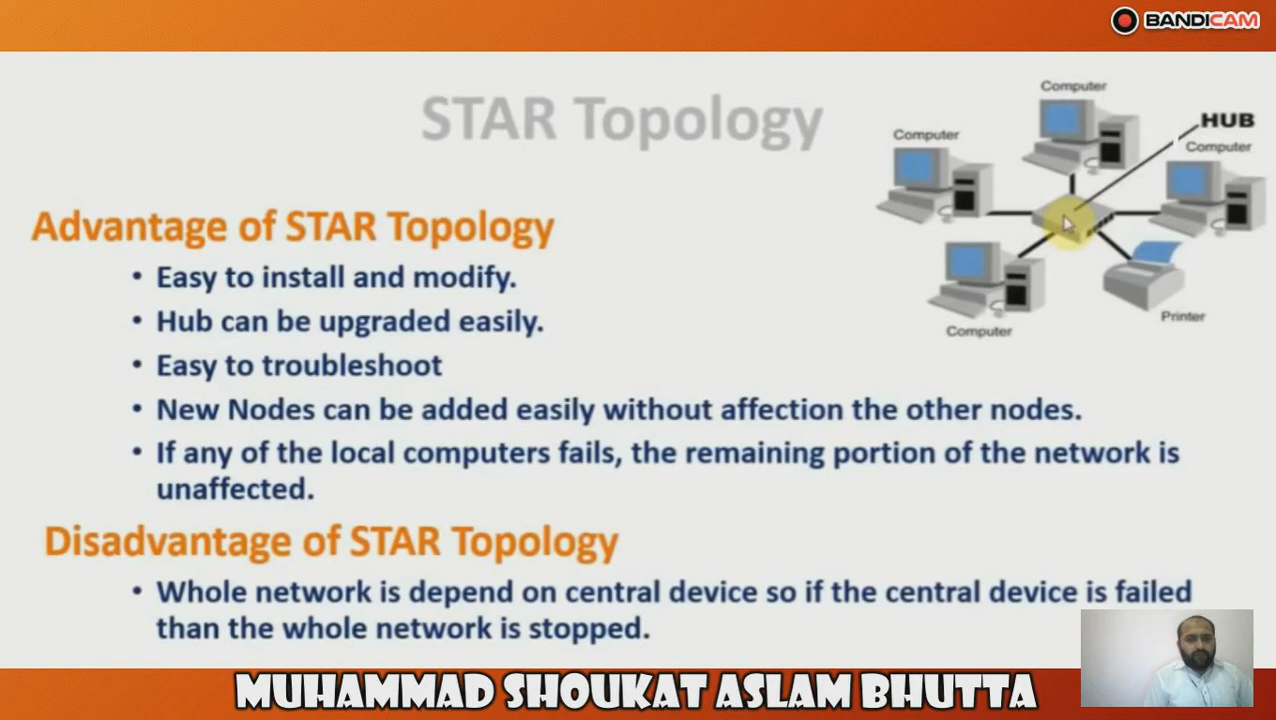 BANDICAM
STAR Topology
Computer
HUB
Computer
Computer
Computer
Printer
Advantage of STAR Topology
• Easy to install and modify.
• Hub can be upgraded easily.
• Easy to troubleshoot
• New Nodes can be added easily without affection the other nodes.
• If any of the local computers fails, the remaining portion of the network is
unaffected.
Disadvantage of STAR Topology
• Whole network is depend on central device so if the central device is failed
than the whole network is stopped.
MUHAMMAD SHOUKAT ASLAM BHUTTA